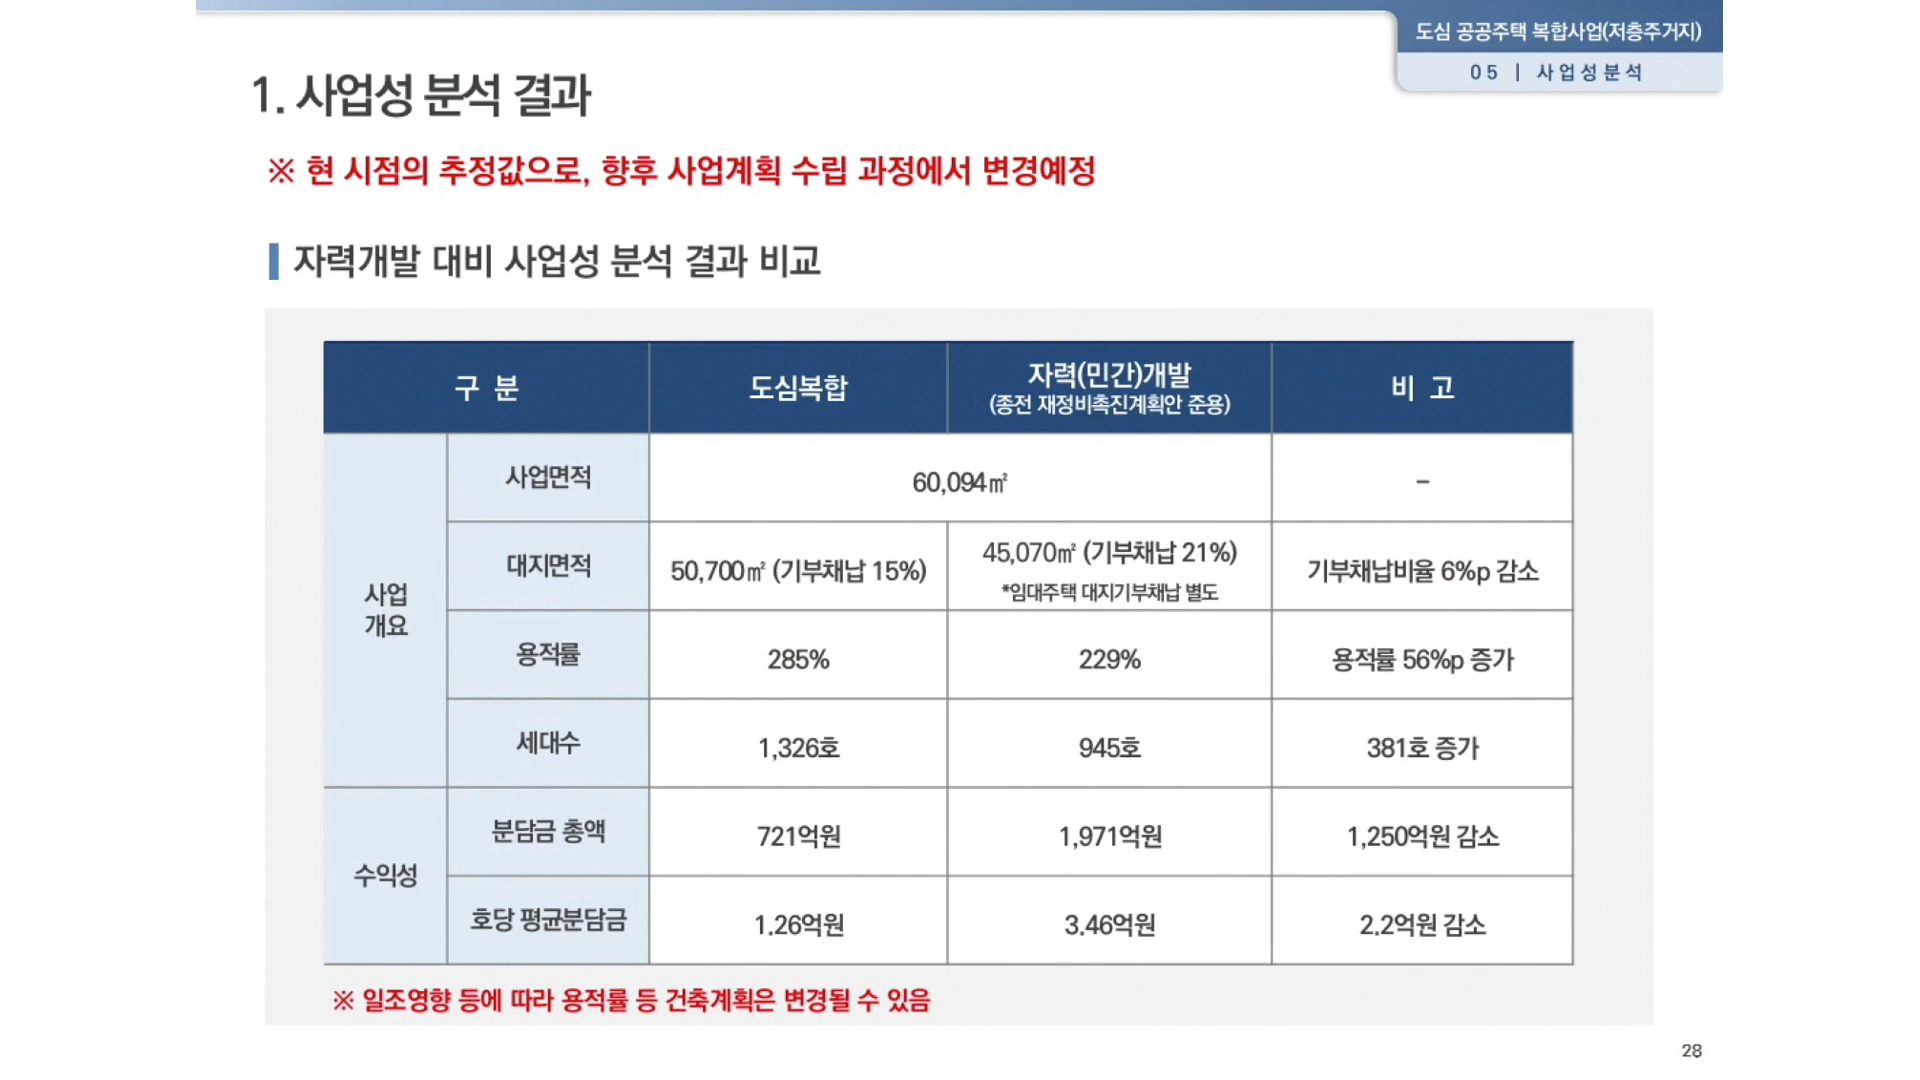 도심 공공주택 복합사업(저층주거지)
05 | 사업성분석
1. 사업성 분석 결과
※ 현 시점의 추정값으로, 향후 사업계획 수립 과정에서 변경예정
자력개발 대비 사업성 분석 결과 비교
구 분 도심복합 자력(민간)개발 비 고
(종전 재정비촉진계획안 준용)
사업면적 60,094㎡ –
대지면적 50,700㎡ (기부채납 15%) 45,070㎡ (기부채납 21%) 기부채납비율 6%p 감소
*임대주택 대지기부채납 별도
사업
개요
용적률 285% 229% 용적률 56%p 증가
세대수 1,326호 945호 381호 증가
수익성
분담금 총액 721억원 1,971억원 1,250억원 감소
호당 평균분담금 1.26억원 3.46억원 2.2억원 감소
※ 일조영향 등에 따라 용적률 등 건축계획은 변경될 수 있음
28